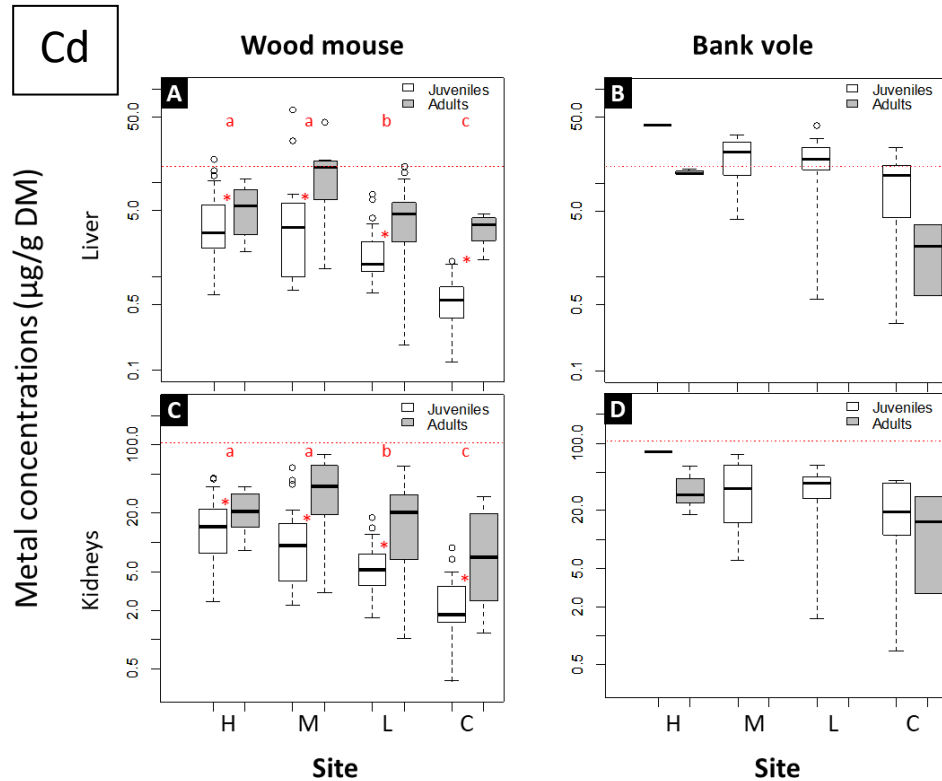 Cd
Wood mouse
Bank vole
Metal concentrations (µg/g DM)
Liver
A
Juveniles
Adults
a a b c
* * * *
50.0
5.0
0.5
0.1
B
Juveniles
Adults
50.0
5.0
0.5
0.1
Kidneys
C
Juveniles
Adults
a a b c
* * * *
100.0
20.0
5.0
2.0
0.5
H M L C
Site
D
Juveniles
Adults
100.0
20.0
5.0
2.0
0.5
H M L C
Site